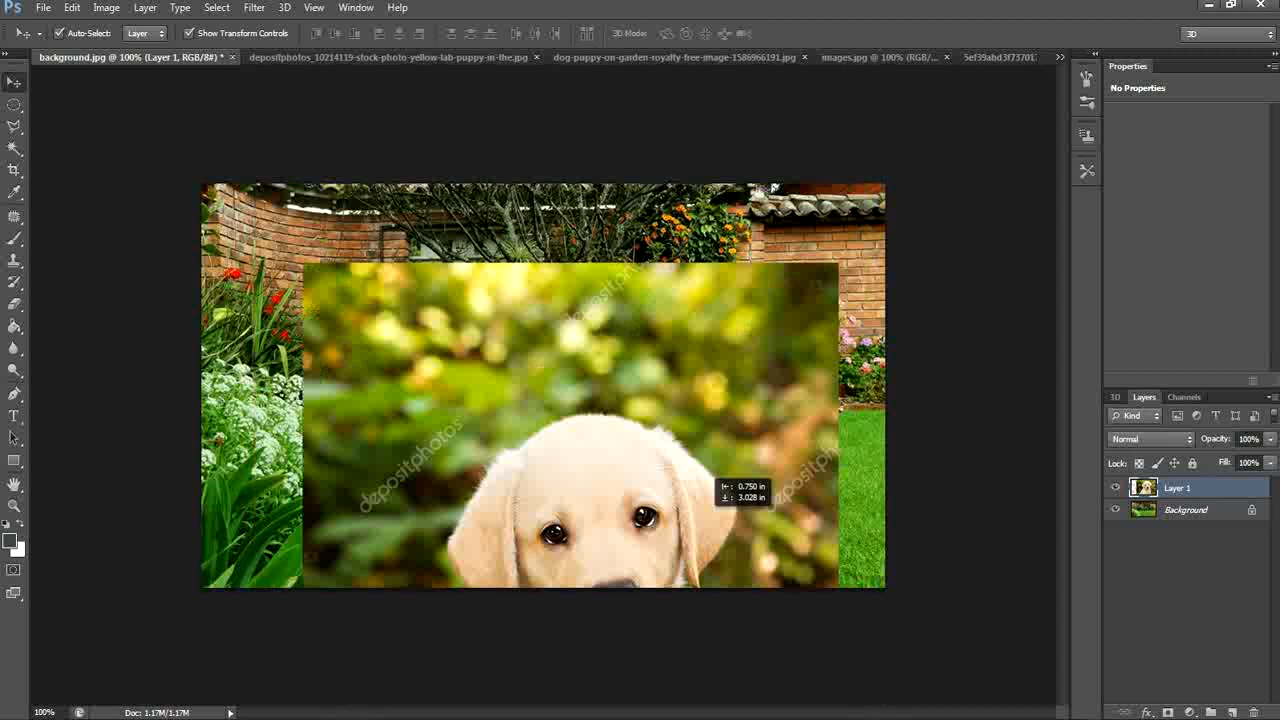 Ps File Edit Image Layer Type Select Filter 3D View Window Help
Auto-Select: Layer Show Transform Controls 3D Mode: 3D
background.jpg @ 100% (Layer 1, RGB/8#) * × depositphotos_10214119-stock-photo-yellow-lab-puppy-in-the.jpg × dog-puppy-on-garden-royalty-free-image-1586966191.jpg × images.jpg @ 100% (RGB/... × 5ef39abd3f73701
Properties
No Properties
depositphotos
depositphotos
depositphotos
0.750 in
3.028 in
3D Layers Channels
Kind
Normal Opacity: 100%
Lock: Fill: 100%
Layer 1
Background
100% Doc: 1.17M/1.17M